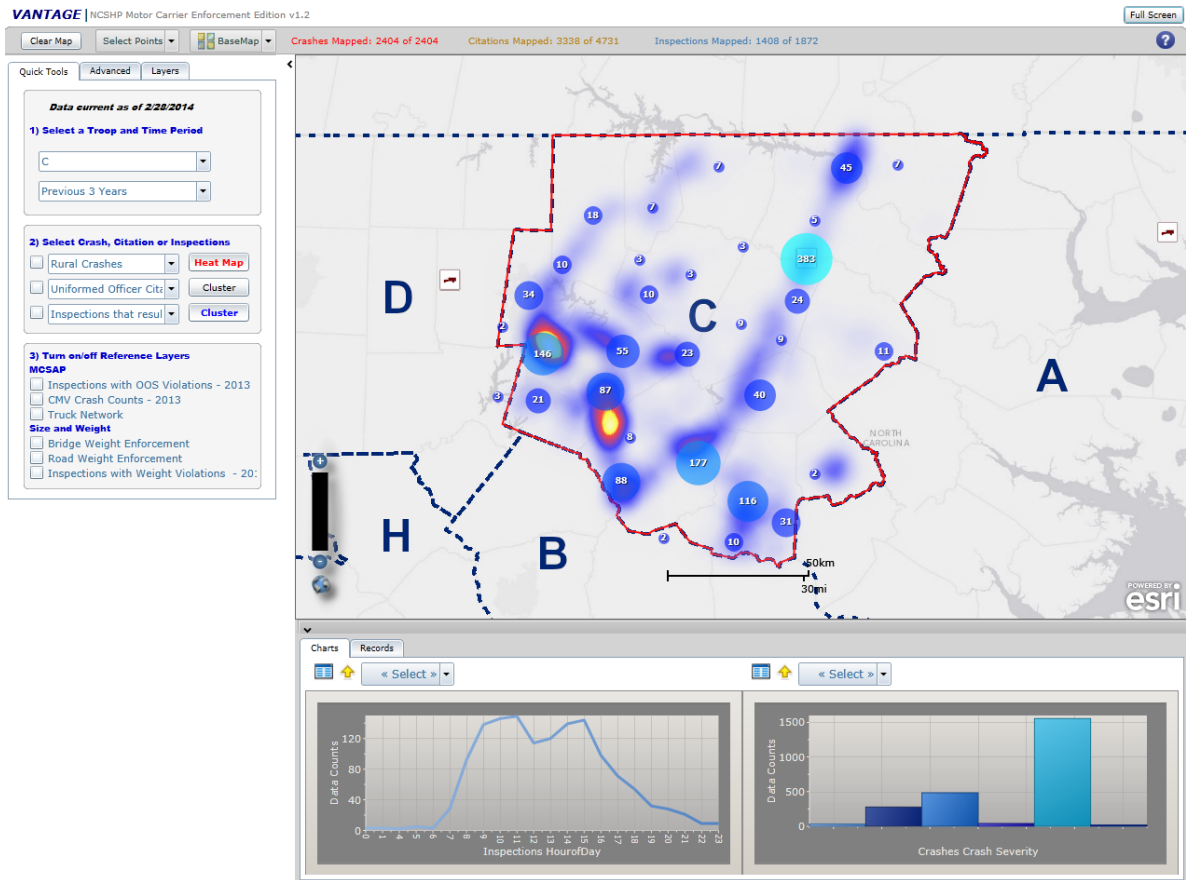 VANTAGE | NCSHP Motor Carrier Enforcement Edition v1.2
Full Screen
Clear Map Select Points BaseMap Crashes Mapped: 2404 of 2404 Citations Mapped: 3338 of 4731 Inspections Mapped: 1408 of 1872 ?
Quick Tools Advanced Layers
Data current as of 2/28/2014
1) Select a Troop and Time Period
C
Previous 3 Years
2) Select Crash, Citation or Inspections
Rural Crashes Heat Map
Uniformed Officer Cita Cluster
Inspections that resul Cluster
3) Turn on/off Reference Layers
MCSAP
Inspections with OOS Violations - 2013
CMV Crash Counts - 2013
Truck Network
Size and Weight
Bridge Weight Enforcement
Road Weight Enforcement
Inspections with Weight Violations - 201
7 45 7
18 7 5
10 3 3 383
3
D 34 10 C 24
2 9 9
146 55 23 11
A
3 21 87 40
8 NORTH
CAROLINA
88 177 2
116
31
H B 2 10
50km
30mi
POWERED BY
esri
Charts Records
« Select » « Select »
Data Counts
120
80
40
0
0 1 2 3 4 5 6 7 8 9 10 11 12 13 14 15 16 17 18 19 20 21 22 23
Inspections HourofDay
Data Counts
1500
1000
500
0
Crashes Crash Severity